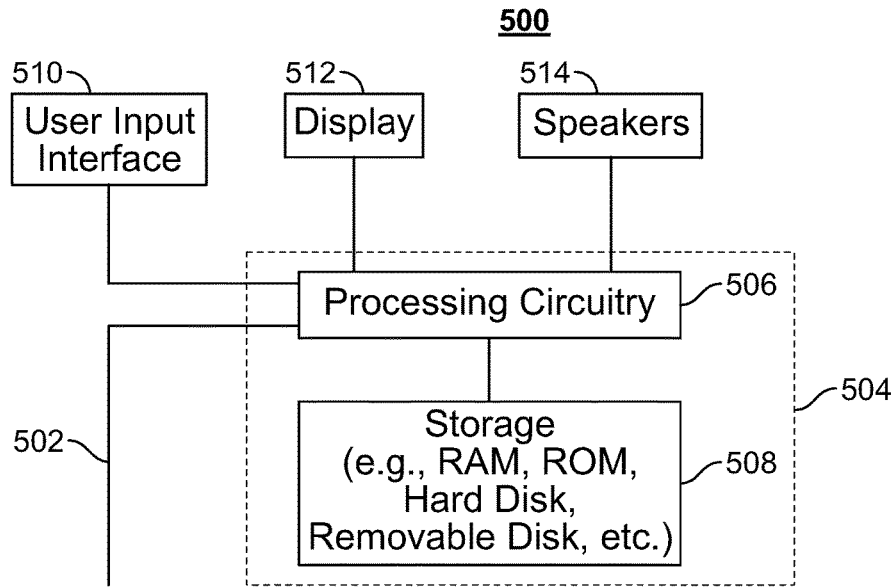 500
510
512
514
User Input
Interface
Display
Speakers
Processing Circuitry
506
504
502
Storage
(e.g., RAM, ROM,
Hard Disk,
Removable Disk, etc.)
508